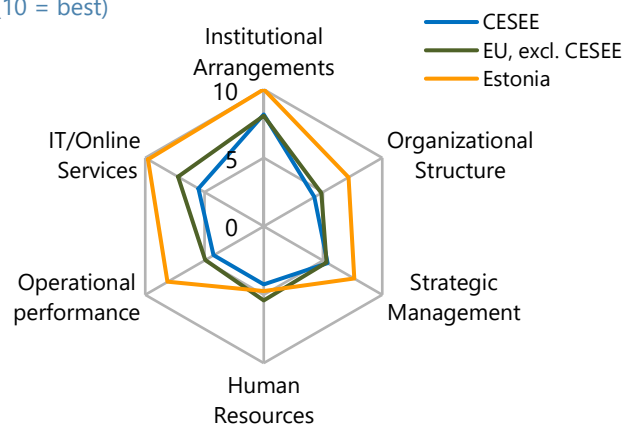 (10 = best)
CESEE
EU, excl. CESEE
Estonia
Institutional
Arrangements
10
5
0
Organizational
Structure
Strategic
Management
Human
Resources
Operational
performance
IT/Online
Services